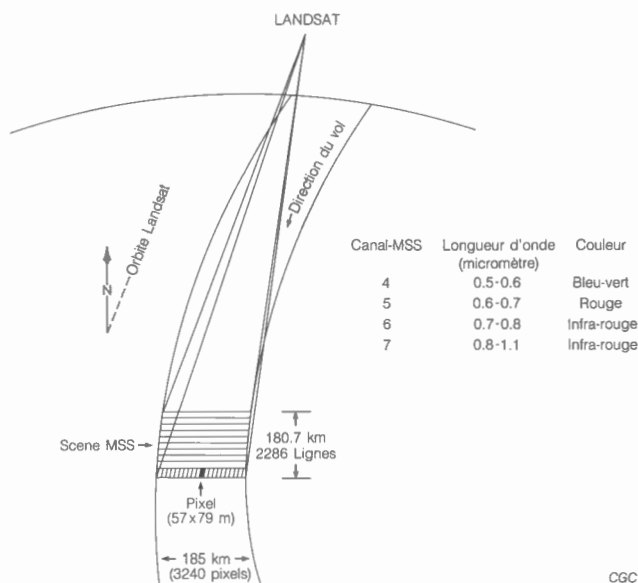 LANDSAT
Direction du vol
Orbite Landsat
N
Canal-MSS Longueur d'onde Couleur
(micromètre)
4 0.5-0.6 Bleu-vert
5 0.6-0.7 Rouge
6 0.7-0.8 Infra-rouge
7 0.8-1.1 Infra-rouge
Scene MSS
180.7 km
2286 Lignes
Pixel
(57x79 m)
185 km
(3240 pixels)
CGC